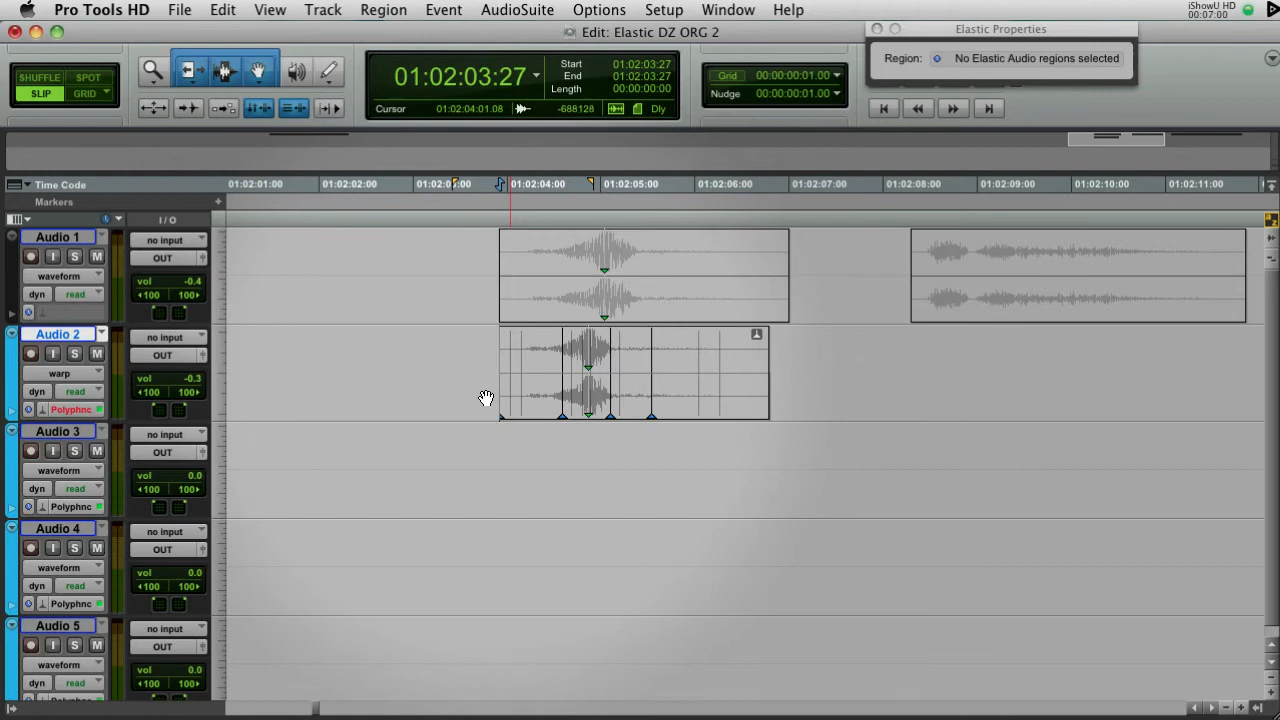 Pro Tools HD File Edit View Track Region Event AudioSuite Options Setup Window Help iShowU HD
00:07:00
Edit: Elastic DZ ORG 2
Elastic Properties
Region: No Elastic Audio regions selected
SHUFFLE SPOT
SLIP GRID
01:02:03:27
Start 01:02:03:27
End 01:02:03:27
Length 00:00:00:00
Cursor 01:02:04:01.08 -688128 Dly
Grid 00:00:00:01.00
Nudge 00:00:00:01.00
Time Code 01:02:01:00 01:02:02:00 01:02:04:00 01:02:05:00 01:02:06:00 01:02:07:00 01:02:08:00 01:02:09:00 01:02:10:00 01:02:11:00
Markers +
I / O
Audio 1 no input
I S M OUT
waveform
vol -0.4
dyn read 100 100
Audio 2 no input
I S M OUT
warp
vol -0.3
dyn read 100 100
Polyphnc
Audio 3 no input
I S M OUT
waveform
vol 0.0
dyn read 100 100
Polyphnc
Audio 4 no input
I S M OUT
waveform
vol 0.0
dyn read 100 100
Polyphnc
Audio 5 no input
I S M OUT
waveform
vol 0.0
dyn read 100 100